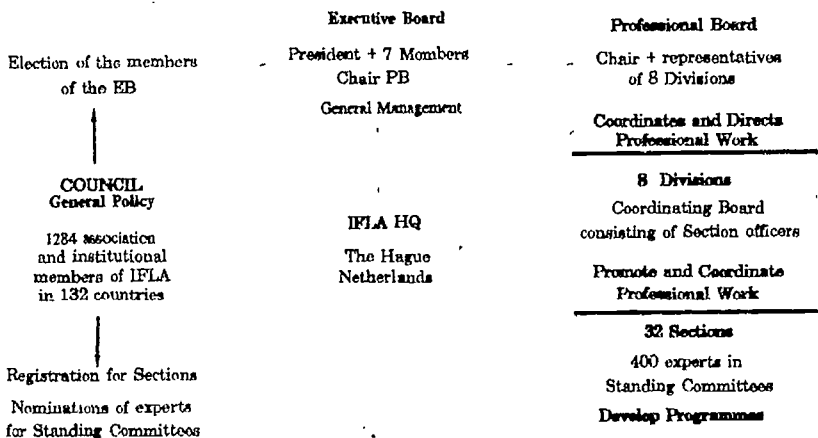 Election of the members
of the EB
COUNCIL
General Policy
1284 association
and institutional
members of IFLA
in 132 countries
Registration for Sections
Nominations of experts
for Standing Committees
Executive Board
President + 7 Mombers
Chair PB
General Management
IFLA HQ
The Hague
Netherlands
Professional Board
Chair + representatives
of 8 Divisions
Coordinates and Directs
Professional Work
8 Divisions
Coordinating Board
consisting of Section officers
Promote and Coordinate
Professional Work
32 Sections
400 experts in
Standing Committees
Develop Programmes